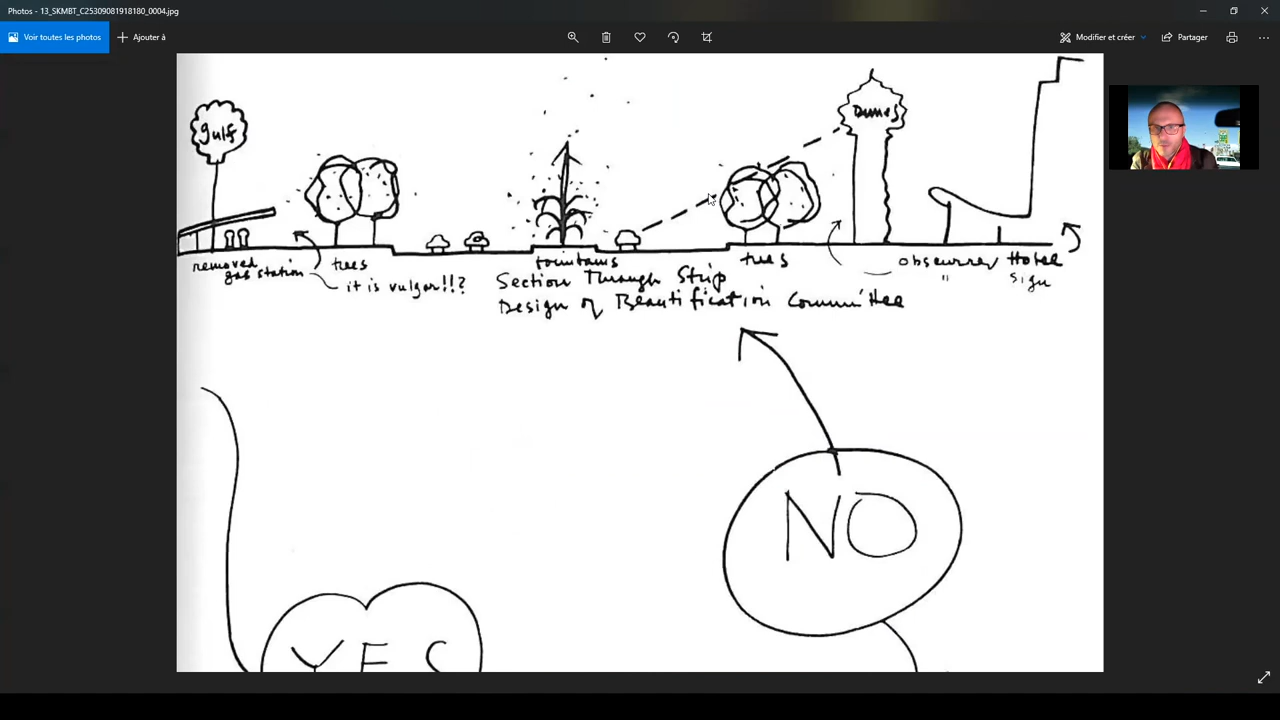 Photos - 13_SKMBT_C25309081918180_0004.jpg
Voir toutes les photos
Ajouter à
Modifier et créer
Partager
Gulf
Dunes
removed
gas station
trees
fountains
trees
Hotel
sign
it is vulgar!!?
Section Through Strip
Design of Beautification Committee
NO
YES